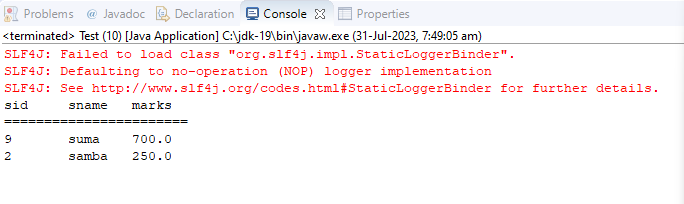 Problems @ Javadoc Declaration Console Properties
<terminated> Test (10) [Java Application] C:\jdk-19\bin\javaw.exe (31-Jul-2023, 7:49:05 am)
SLF4J: Failed to load class "org.slf4j.impl.StaticLoggerBinder".
SLF4J: Defaulting to no-operation (NOP) logger implementation
SLF4J: See http://www.slf4j.org/codes.html#StaticLoggerBinder for further details.
sid sname marks
=======================
9 suma 700.0
2 samba 250.0